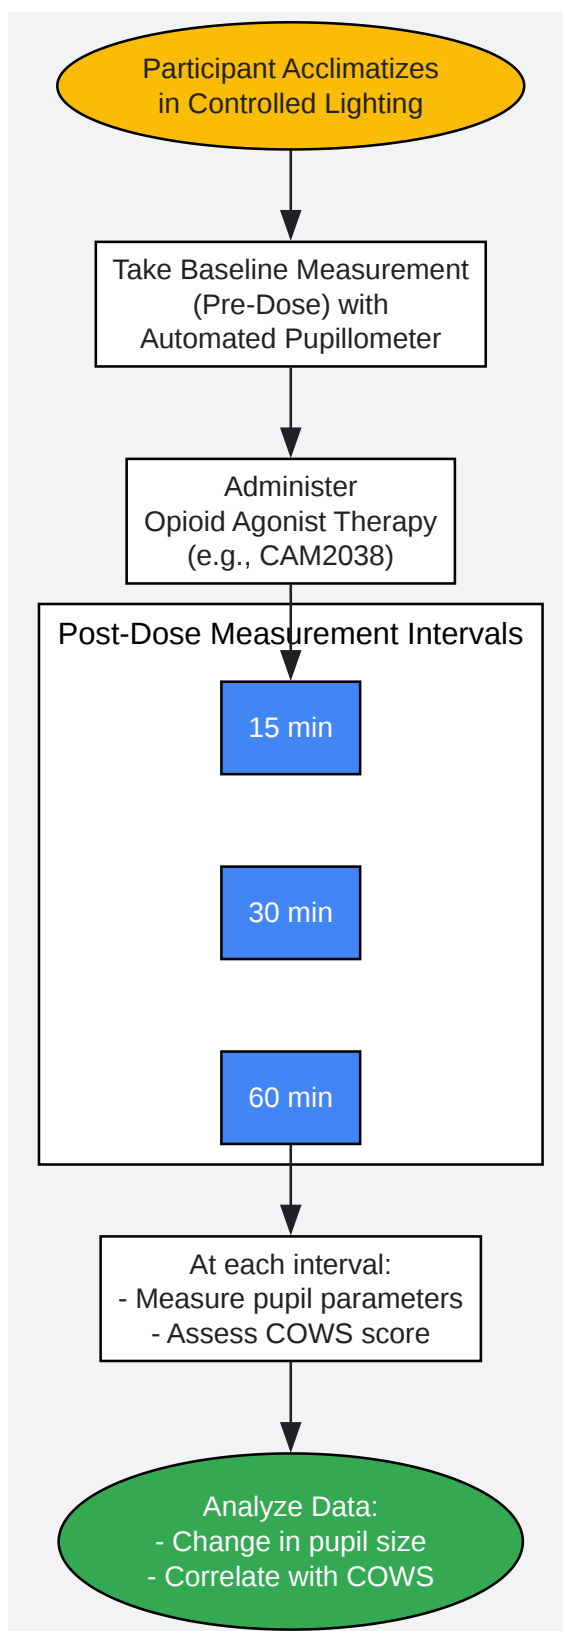 Participant Acclimatizes
in Controlled Lighting
Take Baseline Measurement
(Pre-Dose) with
Automated Pupillometer
Administer
Opioid Agonist Therapy
(e.g., CAM2038)
Post-Dose Measurement Intervals
15 min
30 min
60 min
At each interval:
- Measure pupil parameters
- Assess COWS score
Analyze Data:
- Change in pupil size
- Correlate with COWS